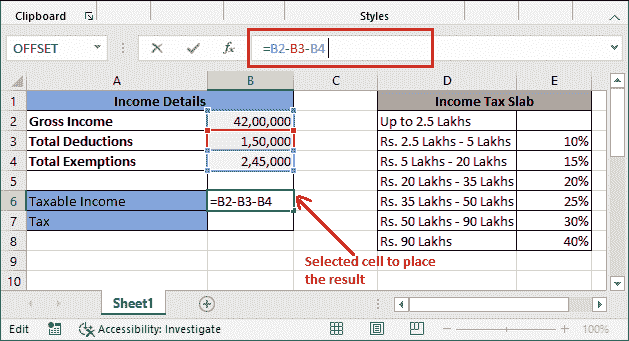 Clipboard
Styles
OFFSET
fx
=B2-B3-B4
A B C D E
1 Income Details Income Tax Slab
2 Gross Income 42,00,000 Up to 2.5 Lakhs
3 Total Deductions 1,50,000 Rs. 2.5 Lakhs - 5 Lakhs 10%
4 Total Exemptions 2,45,000 Rs. 5 Lakhs - 20 Lakhs 15%
5 Rs. 20 Lakhs - 35 Lakhs 20%
6 Taxable Income =B2-B3-B4 Rs. 35 Lakhs - 50 Lakhs 25%
7 Tax Rs. 50 Lakhs - 90 Lakhs 30%
8 Rs. 90 Lakhs 40%
9 Selected cell to place
10 the result
Sheet1
Edit
Accessibility: Investigate
100%